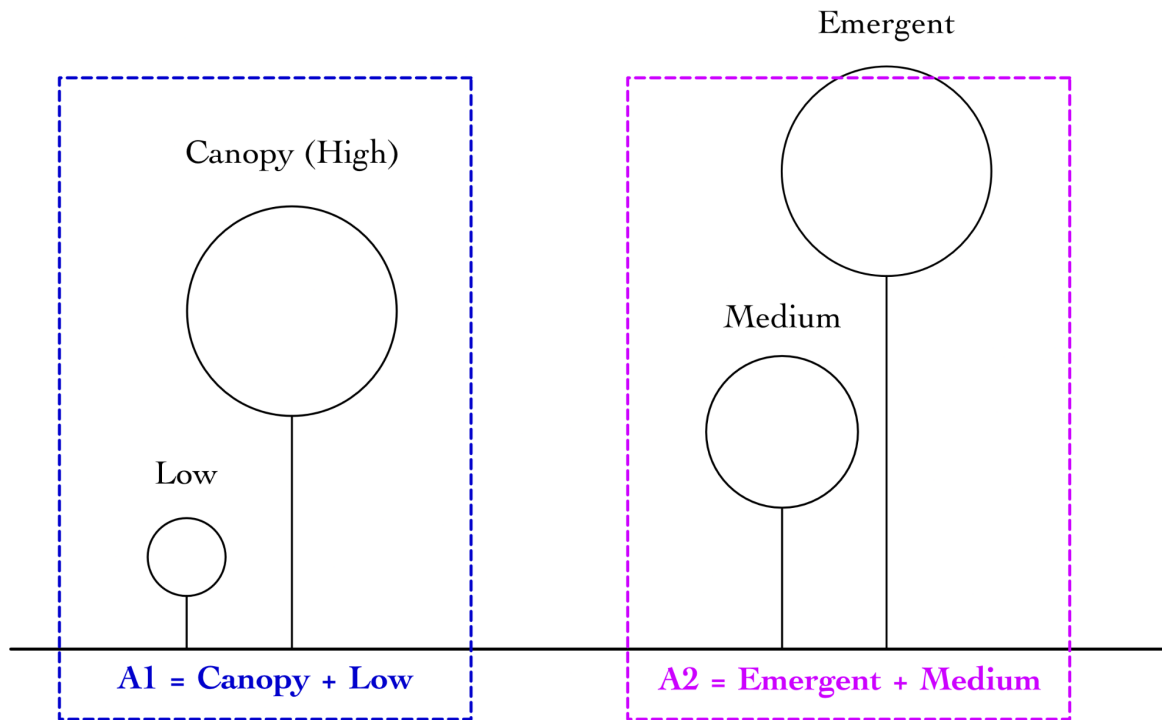 Emergent
Canopy (High)
Medium
Low
A1 = Canopy + Low
A2 = Emergent + Medium